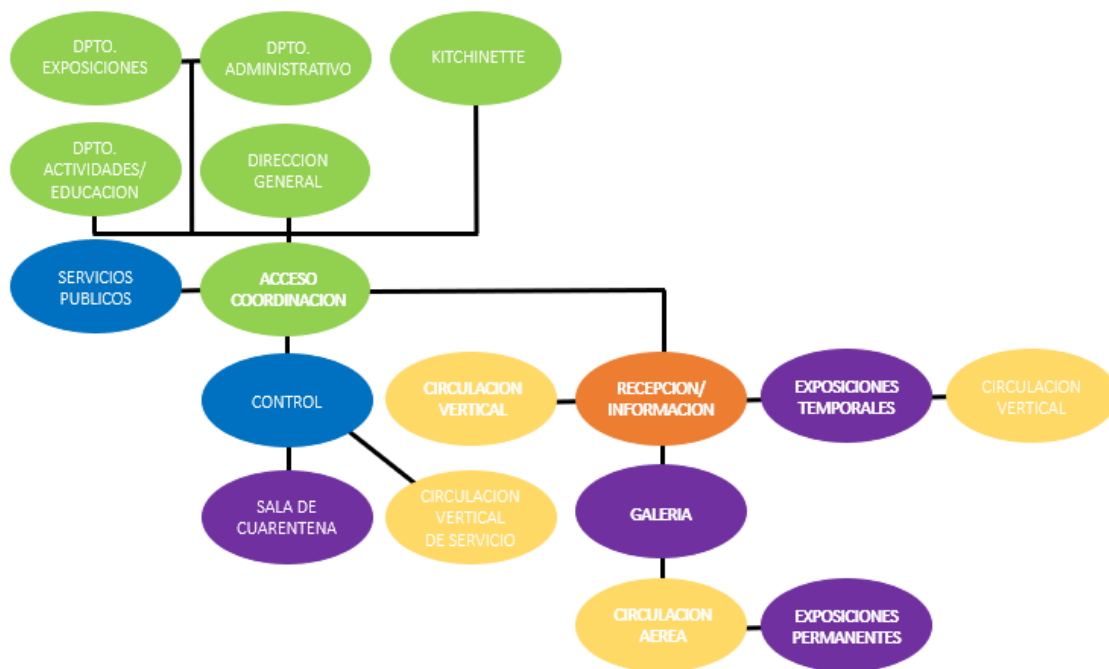 DPTO.
EXPOSICIONES
DPTO.
ADMINISTRATIVO
KITCHINETTE
DPTO.
ACTIVIDADES/
EDUCACION
DIRECCION
GENERAL
SERVICIOS
PUBLICOS
ACCESO
COORDINACION
CONTROL
CIRCULACION
VERTICAL
RECEPCION/
INFORMACION
EXPOSICIONES
TEMPORALES
CIRCULACION
VERTICAL
SALA DE
CUARENTENA
CIRCULACION
VERTICAL
DE SERVICIO
GALERIA
CIRCULACION
AEREA
EXPOSICIONES
PERMANENTES